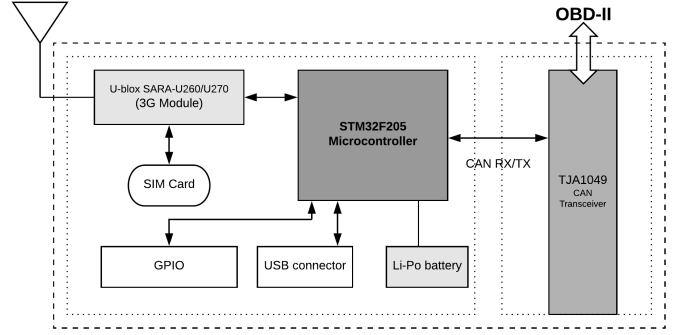 OBD-II
U-blox SARA-U260/U270
(3G Module)
STM32F205
Microcontroller
CAN RX/TX
TJA1049
CAN
Transceiver
SIM Card
GPIO
USB connector
Li-Po battery